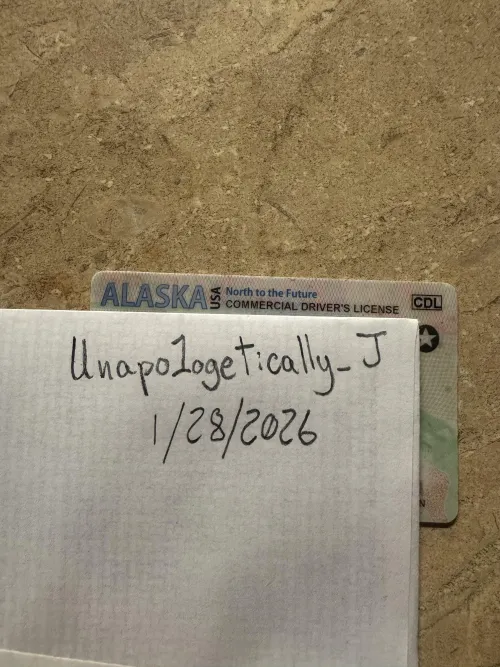 ALASKA USA North to the Future
COMMERCIAL DRIVER'S LICENSE CDL
Unapo1ogetically_J
1/28/2026
N